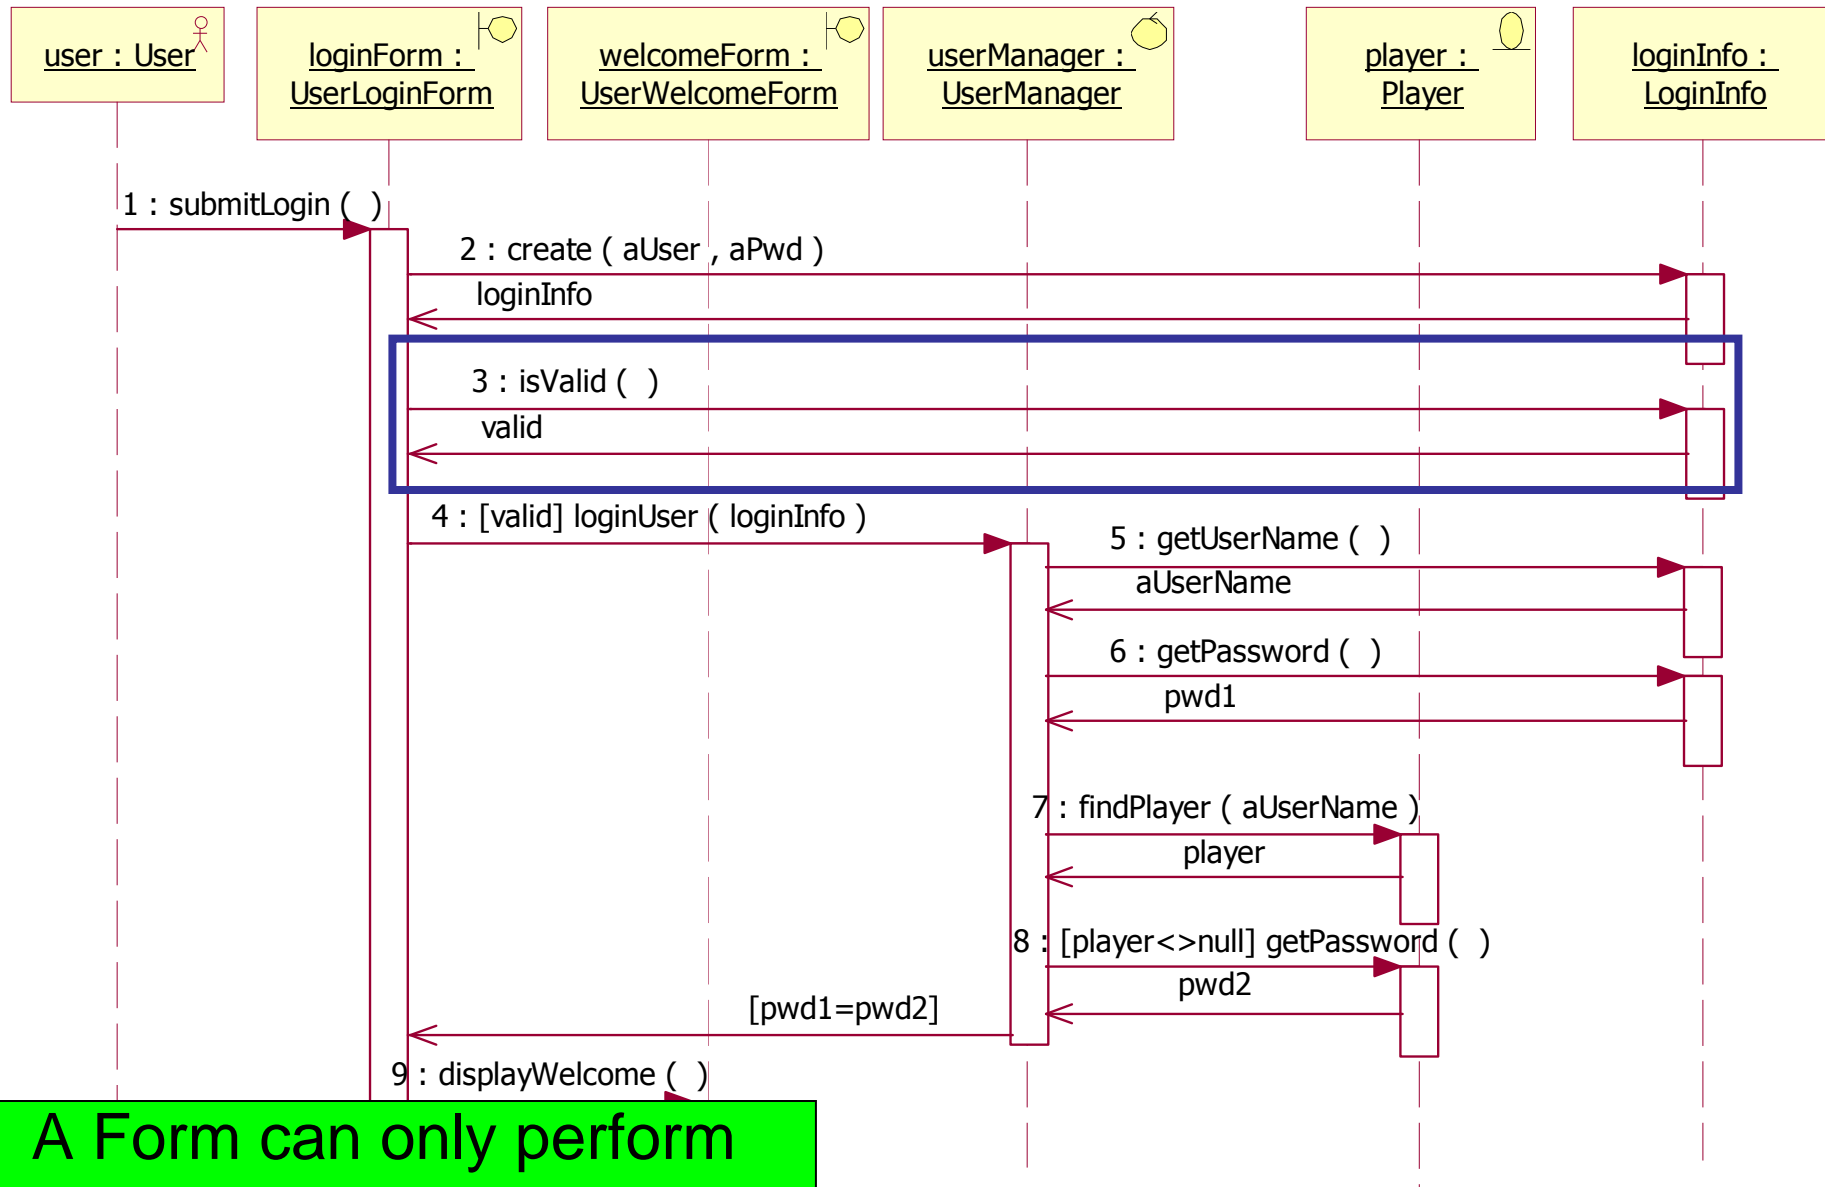 user : User
loginForm :
UserLoginForm
welcomeForm :
UserWelcomeForm
userManager :
UserManager
player :
Player
loginInfo :
LoginInfo
1 : submitLogin ( )
2 : create ( aUser , aPwd )
loginInfo
3 : isValid ( )
valid
4 : [valid] loginUser ( loginInfo )
5 : getUserName ( )
aUserName
6 : getPassword ( )
pwd1
7 : findPlayer ( aUserName )
player
8 : [player<>null] getPassword ( )
pwd2
[pwd1=pwd2]
9 : displayWelcome ( )
A Form can only perform